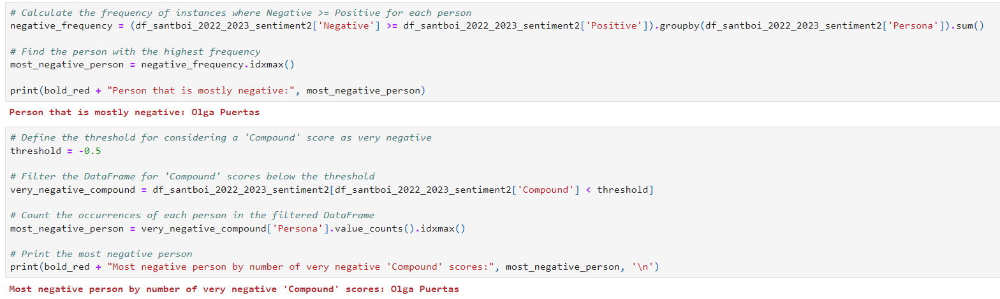 # Calculate the frequency of instances where Negative >= Positive for each person
negative_frequency = (df_santboi_2022_2023_sentiment2['Negative'] >= df_santboi_2022_2023_sentiment2['Positive']).groupby(df_santboi_2022_2023_sentiment2['Persona']).sum()
# Find the person with the highest frequency
most_negative_person = negative_frequency.idxmax()
print(bold_red + "Person that is mostly negative:", most_negative_person)
Person that is mostly negative: Olga Puertas
# Define the threshold for considering a 'Compound' score as very negative
threshold = -0.5
# Filter the DataFrame for 'Compound' scores below the threshold
very_negative_compound = df_santboi_2022_2023_sentiment2[df_santboi_2022_2023_sentiment2['Compound'] < threshold]
# Count the occurrences of each person in the filtered DataFrame
most_negative_person = very_negative_compound['Persona'].value_counts().idxmax()
# Print the most negative person
print(bold_red + "Most negative person by number of very negative 'Compound' scores:", most_negative_person, '\n')
Most negative person by number of very negative 'Compound' scores: Olga Puertas